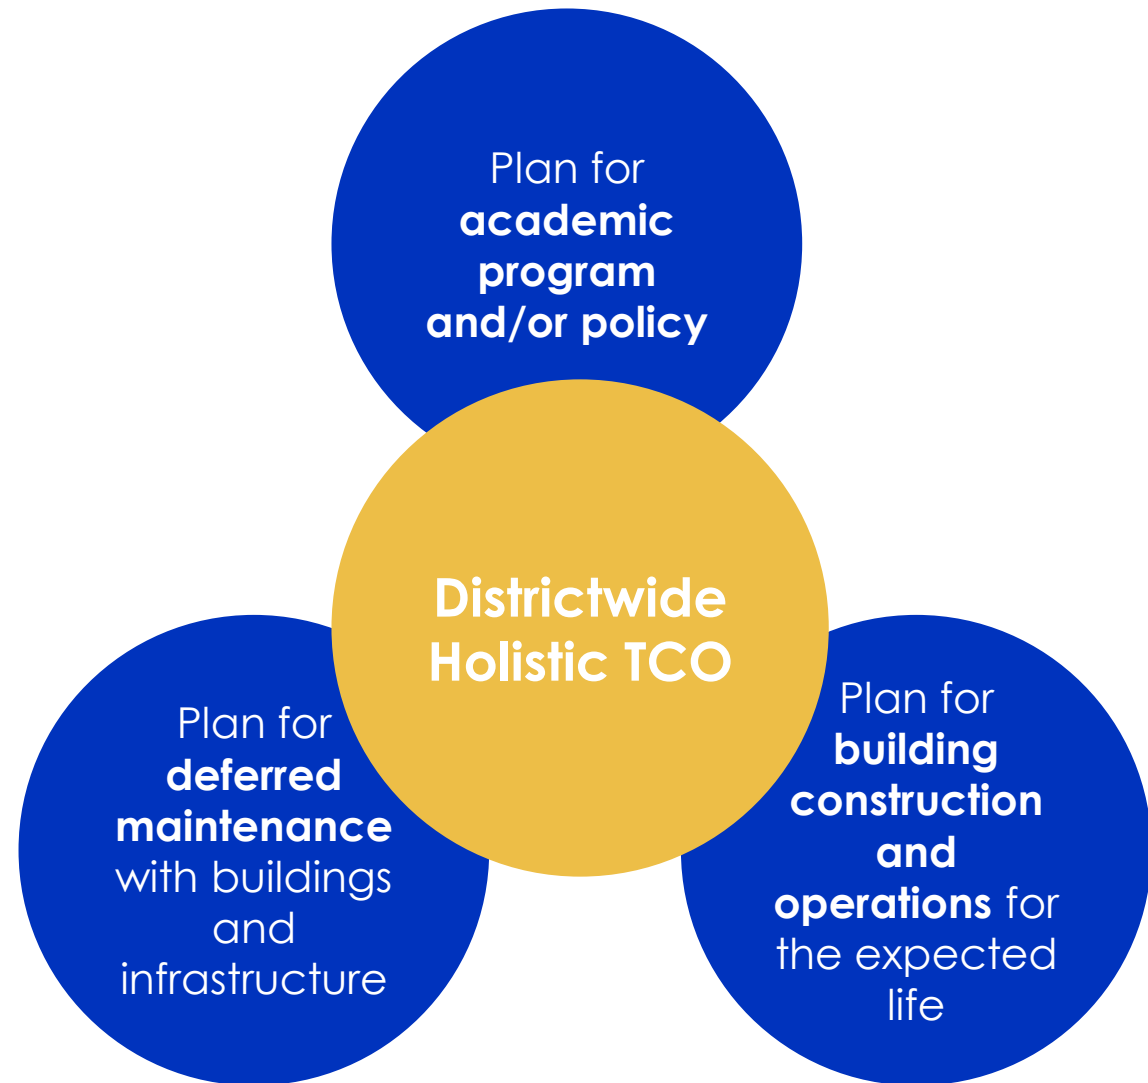 Plan for
academic
program
and/or policy
Districtwide
Holistic TCO
Plan for
deferred
maintenance
with buildings
and
infrastructure
Plan for
building
construction
and
operations for
the expected
life